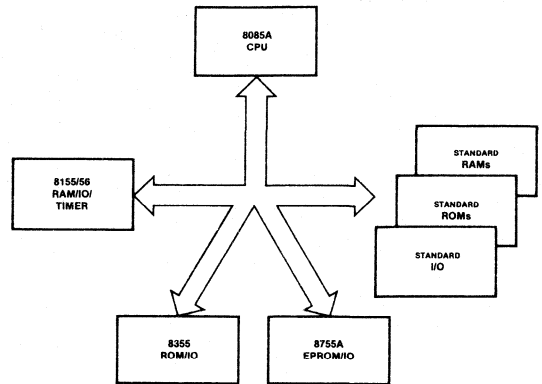 8085A
CPU
8155/56
RAM/IO/
TIMER
STANDARD
RAMs
STANDARD
ROMs
STANDARD
I/O
8355
ROM/IO
8755A
EPROM/IO